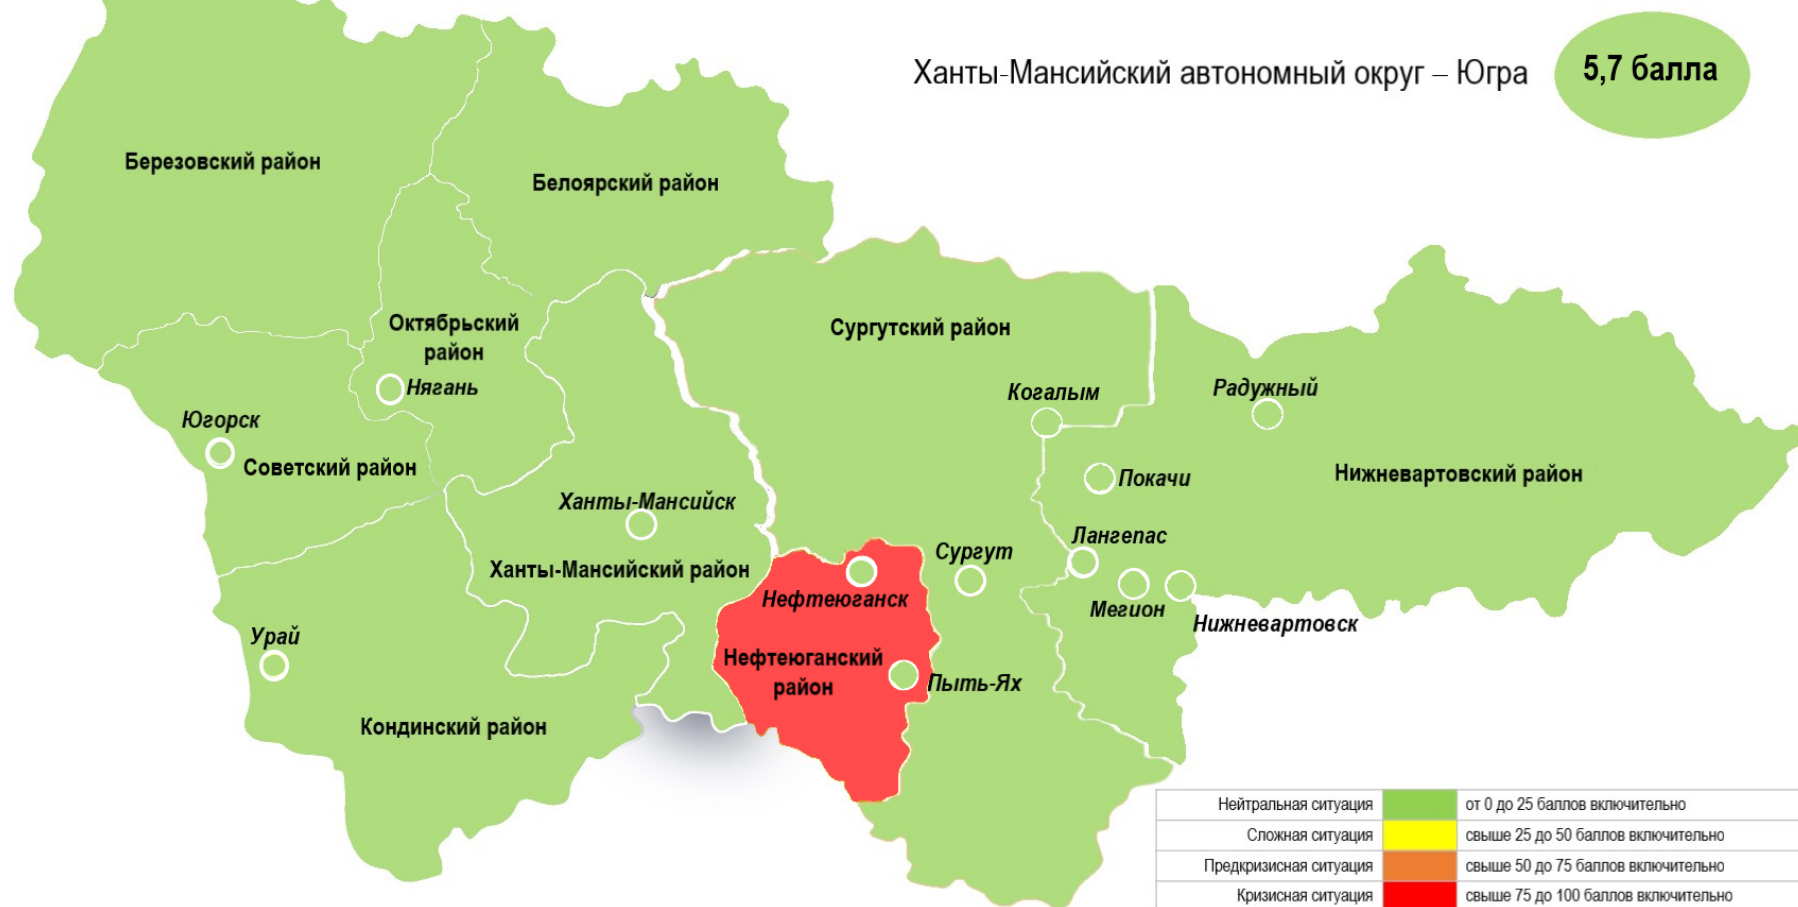 Ханты-Мансийский автономный округ – Югра
5,7 балла
Березовский район
Белоярский район
Октябрьский
район
Нягань
Сургутский район
Когалым
Радужный
Югорск
Советский район
Покачи
Нижневартовский район
Ханты-Мансийск
Ханты-Мансийский район
Сургут
Лангепас
Нефтеюганск
Мегион
Нижневартовск
Урай
Нефтеюганский
район
Пыть-Ях
Кондинский район
Нейтральная ситуация от 0 до 25 баллов включительно
Сложная ситуация свыше 25 до 50 баллов включительно
Предкризисная ситуация свыше 50 до 75 баллов включительно
Кризисная ситуация свыше 75 до 100 баллов включительно